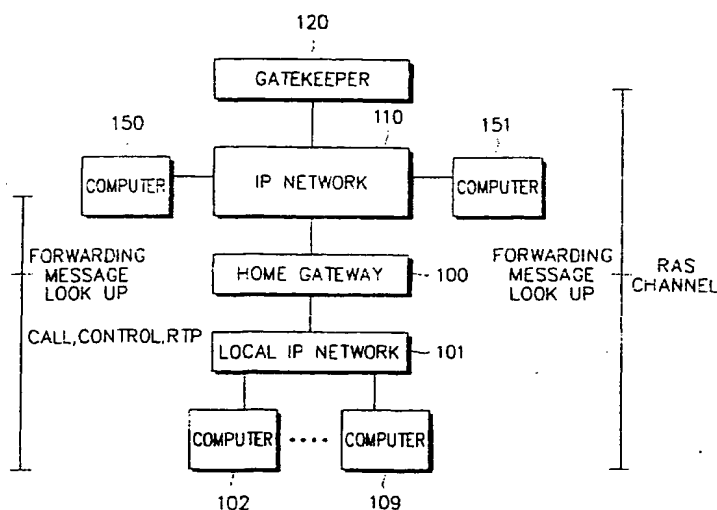 120
GATEKEEPER
150
110
151
COMPUTER
IP NETWORK
COMPUTER
FORWARDING
MESSAGE
LOOK UP
HOME GATEWAY
100
FORWARDING
MESSAGE
LOOK UP
RAS
CHANNEL
CALL,CONTROL,RTP
LOCAL IP NETWORK
101
COMPUTER
....
COMPUTER
102
109